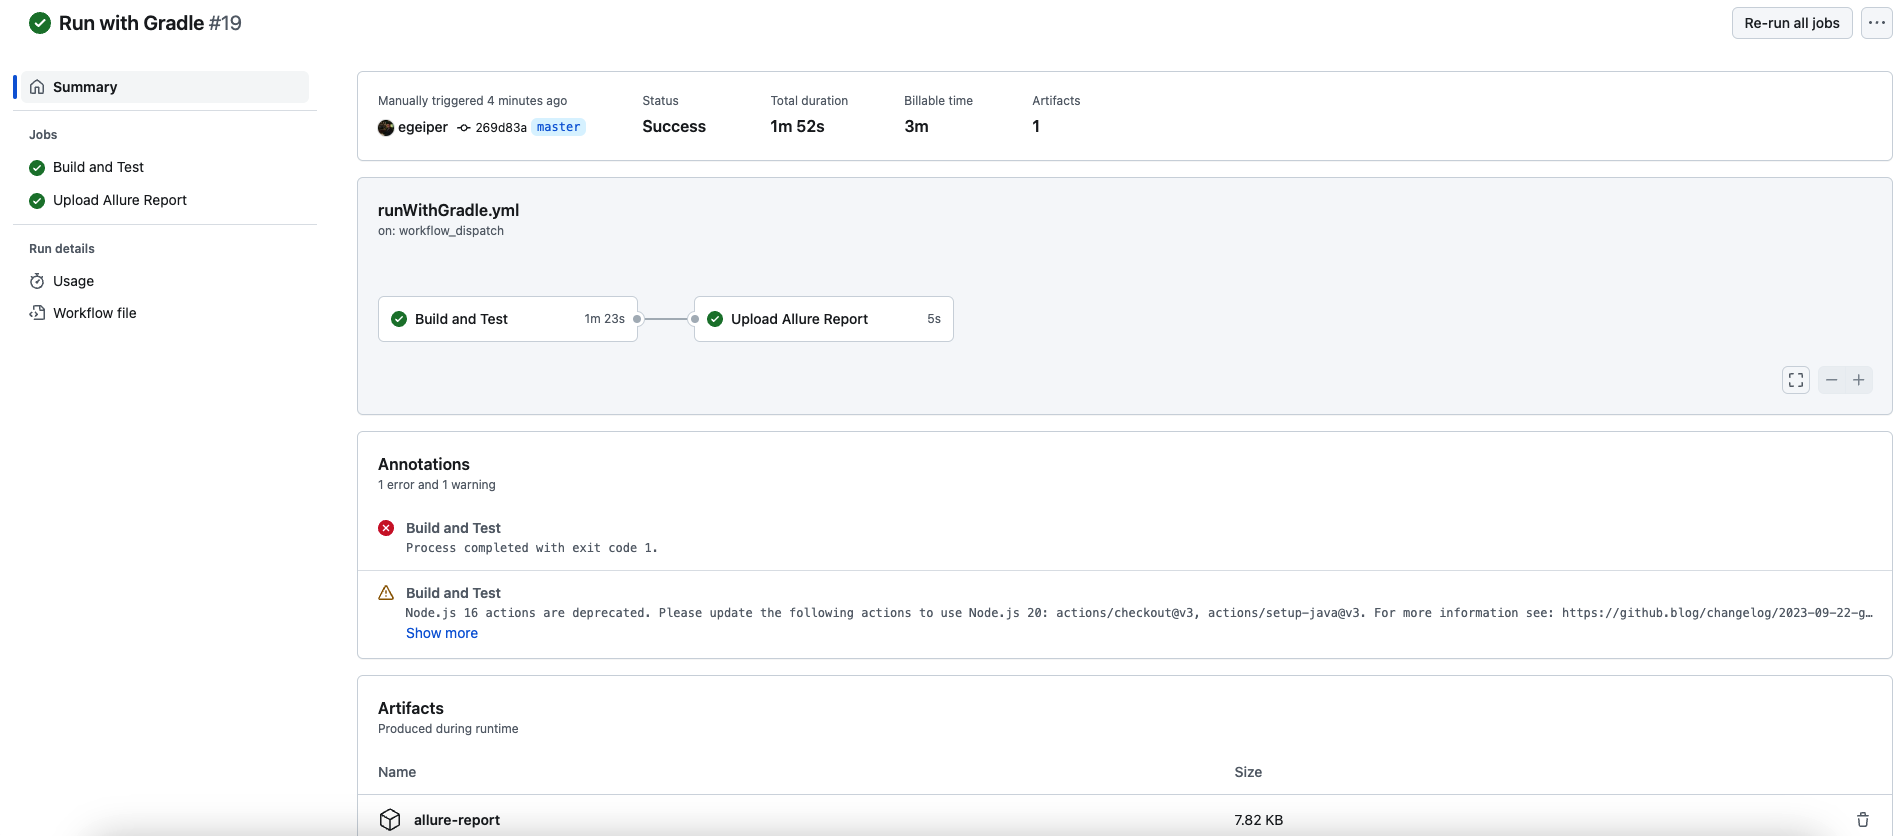 Run with Gradle #19
Re-run all jobs
Summary
Jobs
Build and Test
Upload Allure Report
Run details
Usage
Workflow file
Manually triggered 4 minutes ago
egeiper 269d83a master
Status
Success
Total duration
1m 52s
Billable time
3m
Artifacts
1
runWithGradle.yml
on: workflow_dispatch
Build and Test 1m 23s
Upload Allure Report 5s
Annotations
1 error and 1 warning
Build and Test
Process completed with exit code 1.
Build and Test
Node.js 16 actions are deprecated. Please update the following actions to use Node.js 20: actions/checkout@v3, actions/setup-java@v3. For more information see: https://github.blog/changelog/2023-09-22-g…
Show more
Artifacts
Produced during runtime
Name Size
allure-report 7.82 KB